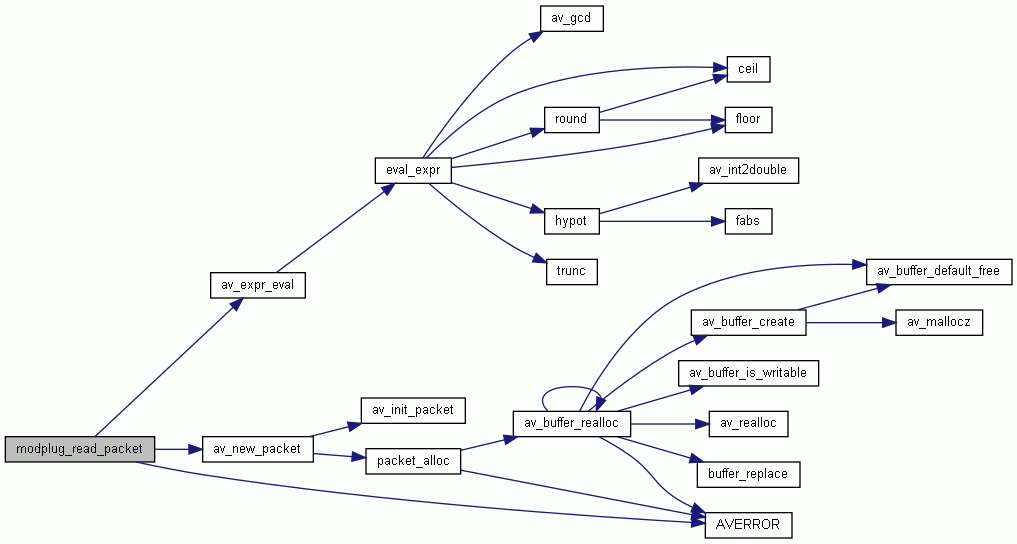 av_gcd
ceil
round
floor
eval_expr
av_int2double
hypot
fabs
trunc
av_buffer_default_free
av_expr_eval
av_buffer_create
av_mallocz
av_buffer_is_writable
av_init_packet
av_buffer_realloc
av_realloc
modplug_read_packet
av_new_packet
packet_alloc
buffer_replace
AVERROR